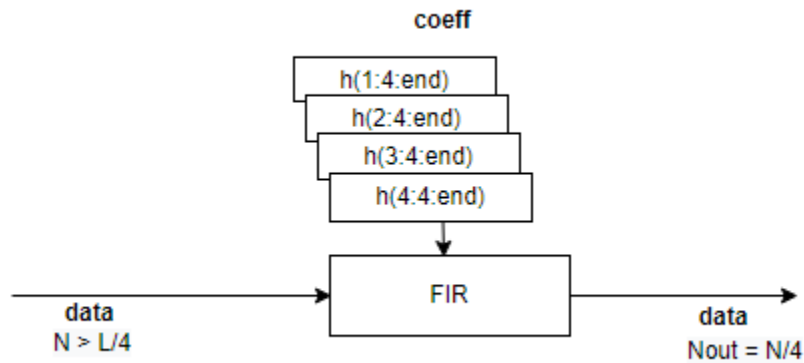 coeff
h(1:4:end)
h(2:4:end)
h(3:4:end)
h(4:4:end)
FIR
data
N > L/4
data
Nout = N/4